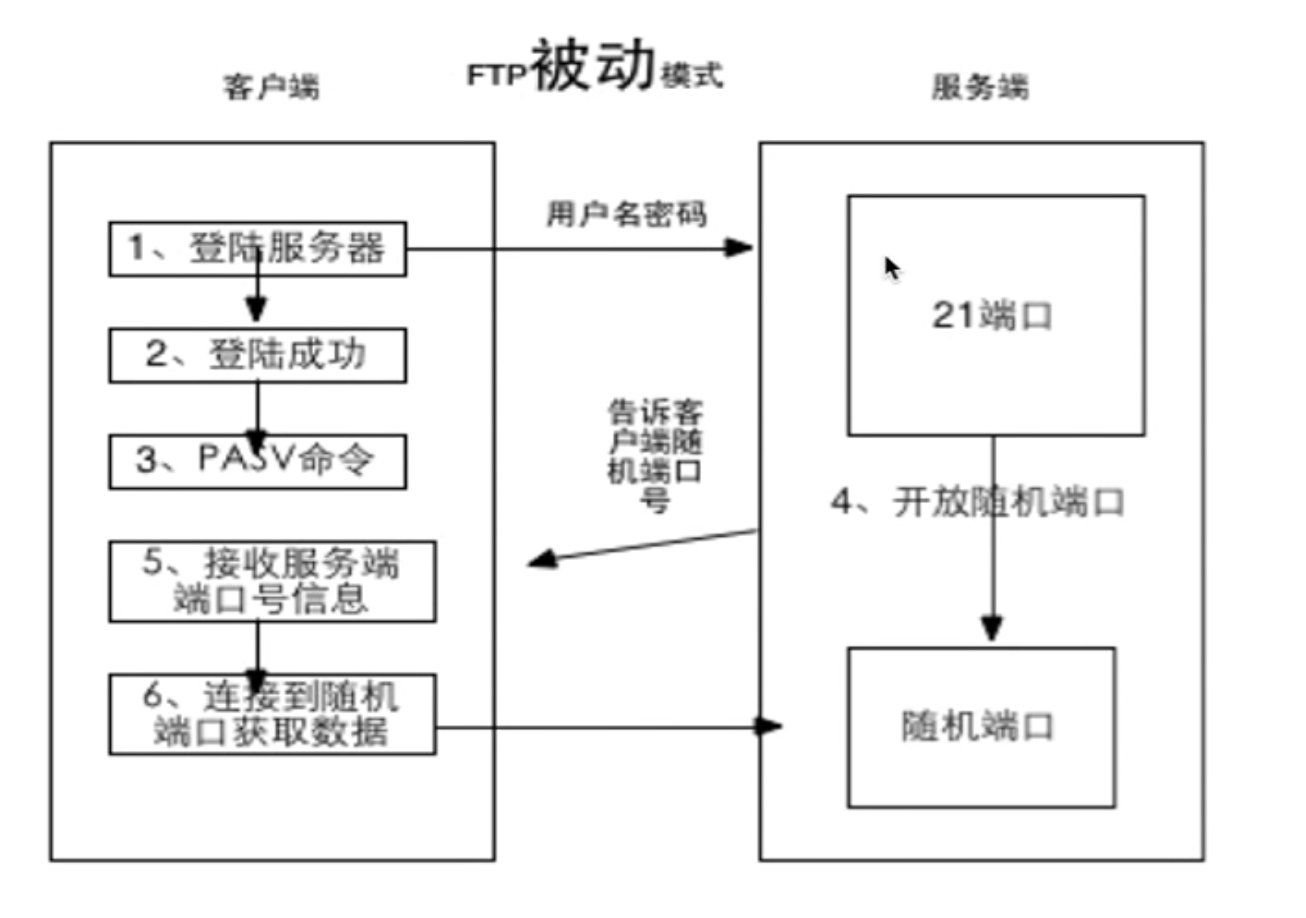 FTP被动模式
客户端
服务端
1、登陆服务器
用户名密码
21端口
2、登陆成功
3、PASV命令
告诉客
户端随
机端口
号
4、开放随机端口
5、接收服务端
端口号信息
6、连接到随机
端口获取数据
随机端口